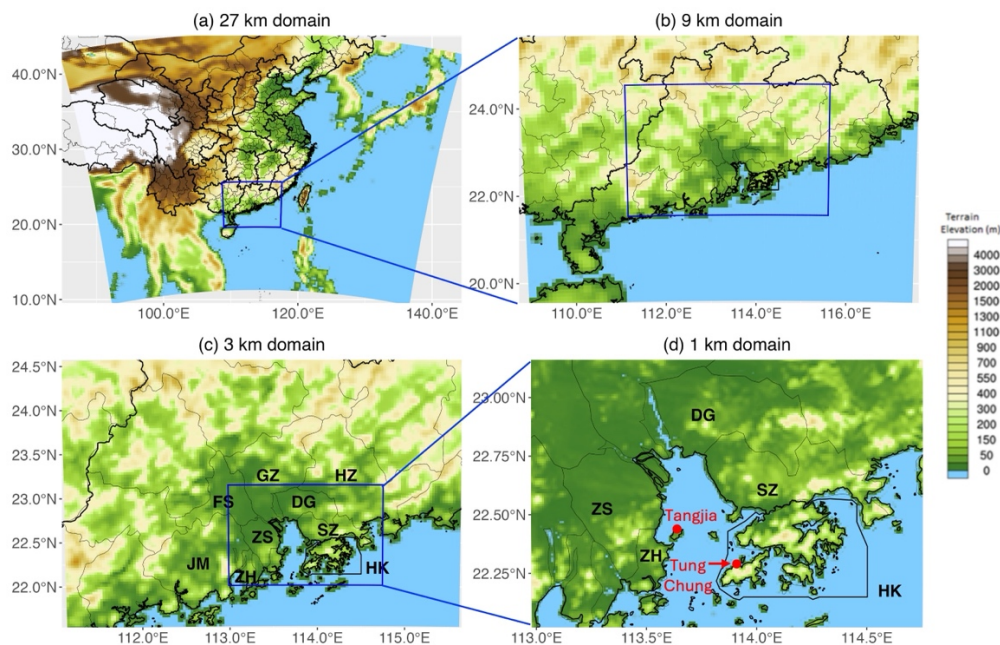 (a) 27 km domain
(b) 9 km domain
40.0°N
30.0°N
20.0°N
10.0°N
100.0°E
120.0°E
140.0°E
24.0°N
22.0°N
20.0°N
110.0°E
112.0°E
114.0°E
116.0°E
Terrain
Elevation (m)
4000
3000
2000
1500
1300
1100
900
700
550
400
300
200
150
50
0
(c) 3 km domain
(d) 1 km domain
24.5°N
24.0°N
23.5°N
23.0°N
22.5°N
22.0°N
GZ
HZ
FS
DG
SZ
ZS
JM
ZH
HK
112.0°E
113.0°E
114.0°E
115.0°E
23.00°N
22.75°N
22.50°N
22.25°N
DG
SZ
ZS
Tangjia
ZH
Tung
Chung
HK
113.0°E
113.5°E
114.0°E
114.5°E